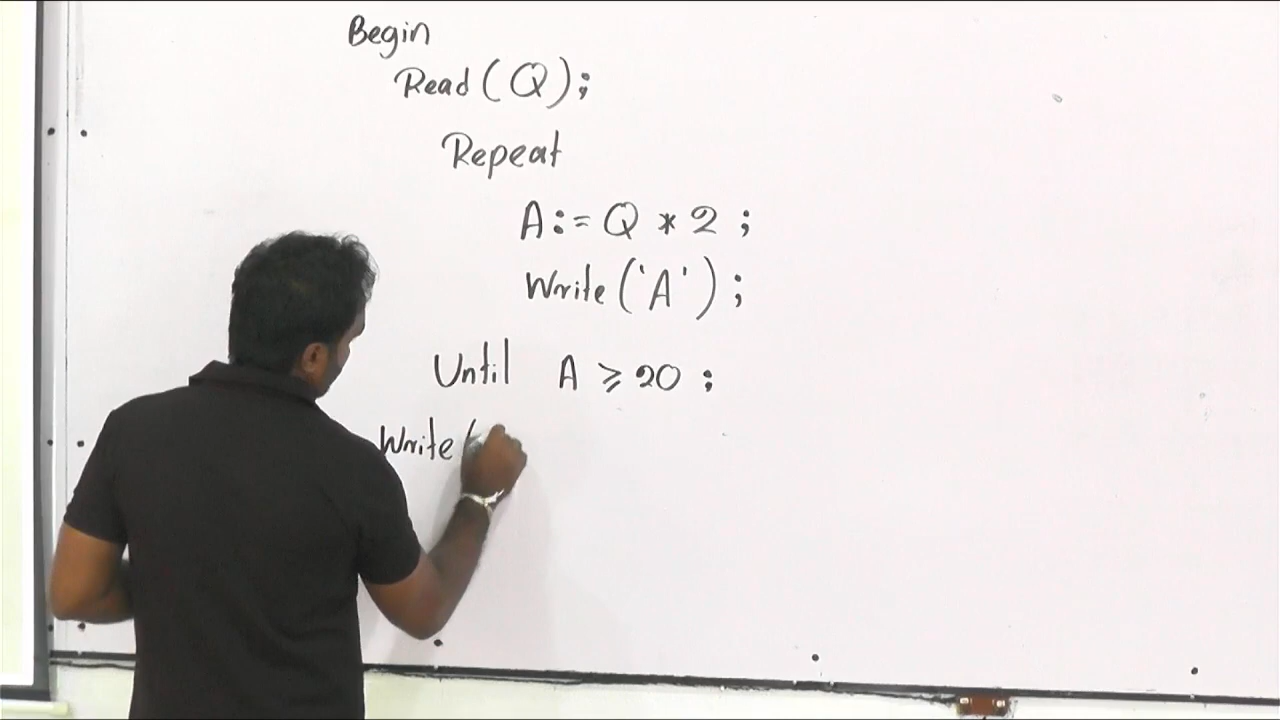 Begin
Read(Q);
Repeat
A:= Q * 2 ;
Write('A') ;
Until A ⩾ 20 ;
Write(